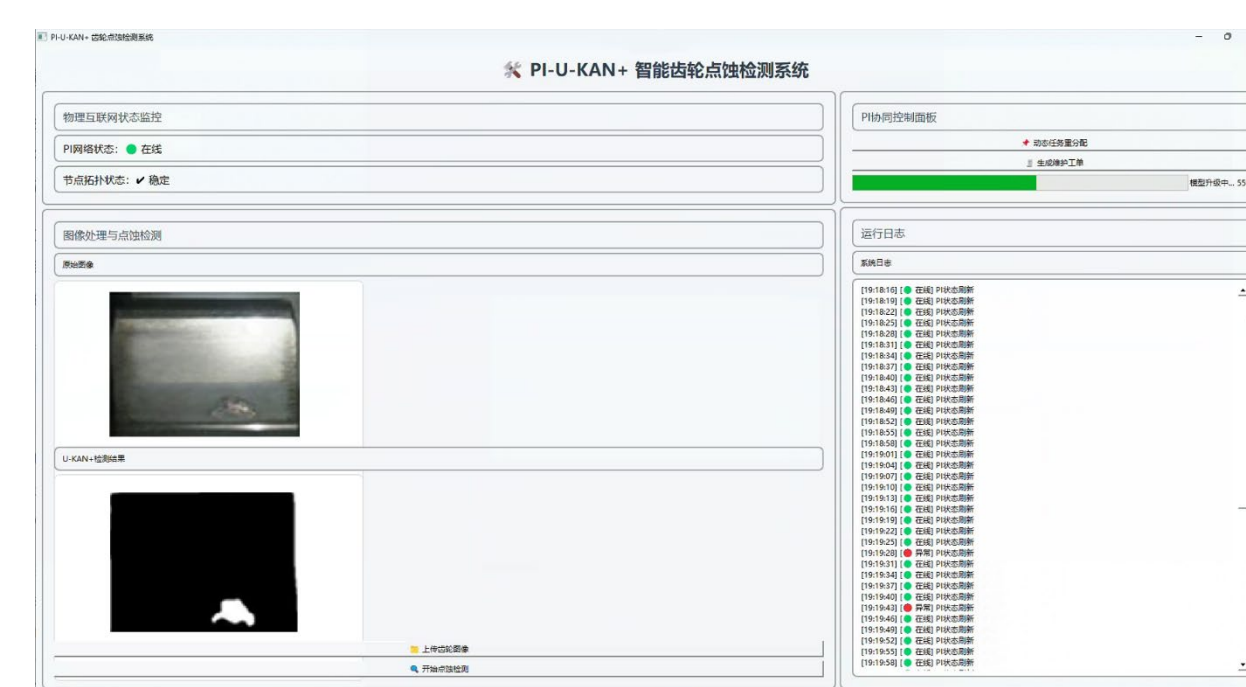 PI-U-KAN+ 齿轮点蚀检测系统
PI-U-KAN+ 智能齿轮点蚀检测系统
物理互联网状态监控
PI网络状态： 在线
节点拓扑状态：✔ 稳定
图像处理与点蚀检测
原始图像
U-KAN+检测结果
上传齿轮图像
开始点蚀检测
PI协同控制面板
动态任务重分配
生成维护工单
模型升级中... 55
运行日志
系统日志
[19:18:16] [ 在线] PI状态刷新
[19:18:19] [ 在线] PI状态刷新
[19:18:22] [ 在线] PI状态刷新
[19:18:25] [ 在线] PI状态刷新
[19:18:28] [ 在线] PI状态刷新
[19:18:31] [ 在线] PI状态刷新
[19:18:34] [ 在线] PI状态刷新
[19:18:37] [ 在线] PI状态刷新
[19:18:40] [ 在线] PI状态刷新
[19:18:43] [ 在线] PI状态刷新
[19:18:46] [ 在线] PI状态刷新
[19:18:49] [ 在线] PI状态刷新
[19:18:52] [ 在线] PI状态刷新
[19:18:55] [ 在线] PI状态刷新
[19:18:58] [ 在线] PI状态刷新
[19:19:01] [ 在线] PI状态刷新
[19:19:04] [ 在线] PI状态刷新
[19:19:07] [ 在线] PI状态刷新
[19:19:10] [ 在线] PI状态刷新
[19:19:13] [ 在线] PI状态刷新
[19:19:16] [ 在线] PI状态刷新
[19:19:19] [ 在线] PI状态刷新
[19:19:22] [ 在线] PI状态刷新
[19:19:25] [ 在线] PI状态刷新
[19:19:28] [ 异常] PI状态刷新
[19:19:31] [ 在线] PI状态刷新
[19:19:34] [ 在线] PI状态刷新
[19:19:37] [ 在线] PI状态刷新
[19:19:40] [ 在线] PI状态刷新
[19:19:43] [ 异常] PI状态刷新
[19:19:46] [ 在线] PI状态刷新
[19:19:49] [ 在线] PI状态刷新
[19:19:52] [ 在线] PI状态刷新
[19:19:55] [ 在线] PI状态刷新
[19:19:58] [ 在线] PI状态刷新